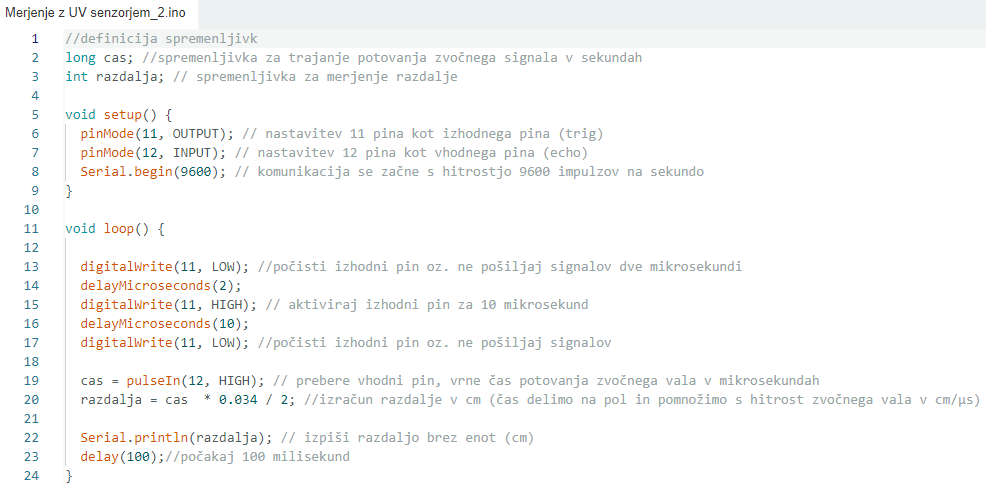 Merjenje z UV senzorjem_2.ino
1 //definicija spremenljivk
2 long cas; //spremenljivka za trajanje potovanja zvočnega signala v sekundah
3 int razdalja; // spremenljivka za merjenje razdalje
4
5 void setup() {
6 pinMode(11, OUTPUT); // nastavitev 11 pina kot izhodnega pina (trig)
7 pinMode(12, INPUT); // nastavitev 12 pina kot vhodnega pina (echo)
8 Serial.begin(9600); // komunikacija se začne s hitrostjo 9600 impulzov na sekundo
9 }
10
11 void loop() {
12
13 digitalWrite(11, LOW); //počisti izhodni pin oz. ne pošiljaj signalov dve mikrosekundi
14 delayMicroseconds(2);
15 digitalWrite(11, HIGH); // aktiviraj izhodni pin za 10 mikrosekund
16 delayMicroseconds(10);
17 digitalWrite(11, LOW); //počisti izhodni pin oz. ne pošiljaj signalov
18
19 cas = pulseIn(12, HIGH); // prebere vhodni pin, vrne čas potovanja zvočnega vala v mikrosekundah
20 razdalja = cas  * 0.034 / 2; //izračun razdalje v cm (čas delimo na pol in pomnožimo s hitrost zvočnega vala v cm/µs)
21
22 Serial.println(razdalja); // izpiši razdaljo brez enot (cm)
23 delay(100);//počakaj 100 milisekund
24 }